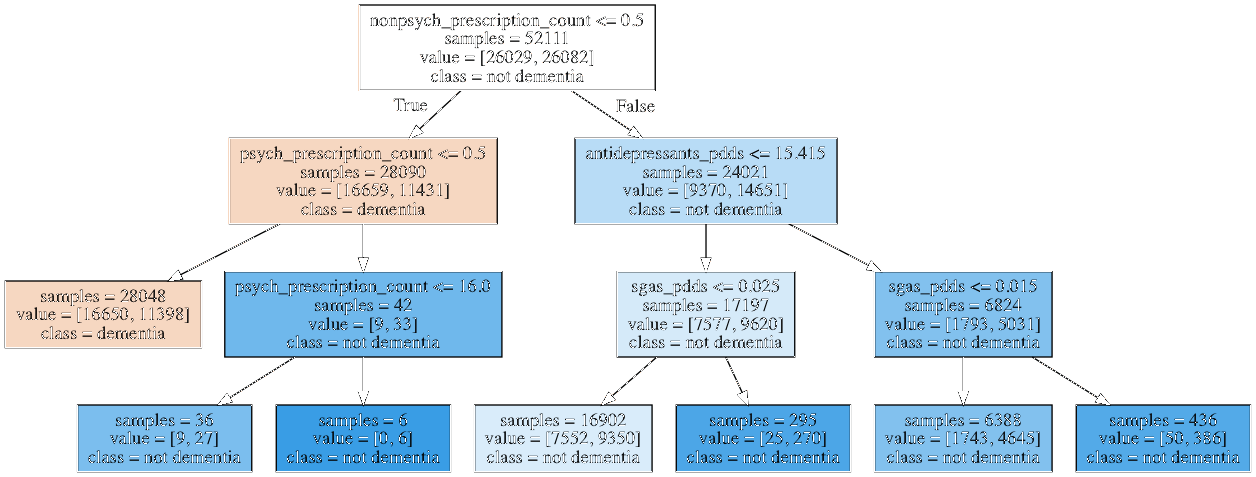 nonpsych_prescription_count <= 0.5
samples = 52111
value = [26029, 26082]
class = not dementia
True
False
psych_prescription_count <= 0.5
samples = 28090
value = [16659, 11431]
class = dementia
antidepressants_pdds <= 15.415
samples = 24021
value = [9370, 14651]
class = not dementia
samples = 28048
value = [16650, 11398]
class = dementia
psych_prescription_count <= 16.0
samples = 42
value = [9, 33]
class = not dementia
sgas_pdds <= 0.025
samples = 17197
value = [7577, 9620]
class = not dementia
sgas_pdds <= 0.015
samples = 6824
value = [1793, 5031]
class = not dementia
samples = 36
value = [9, 27]
class = not dementia
samples = 6
value = [0, 6]
class = not dementia
samples = 16902
value = [7552, 9350]
class = not dementia
samples = 295
value = [25, 270]
class = not dementia
samples = 6388
value = [1743, 4645]
class = not dementia
samples = 436
value = [50, 386]
class = not dementia